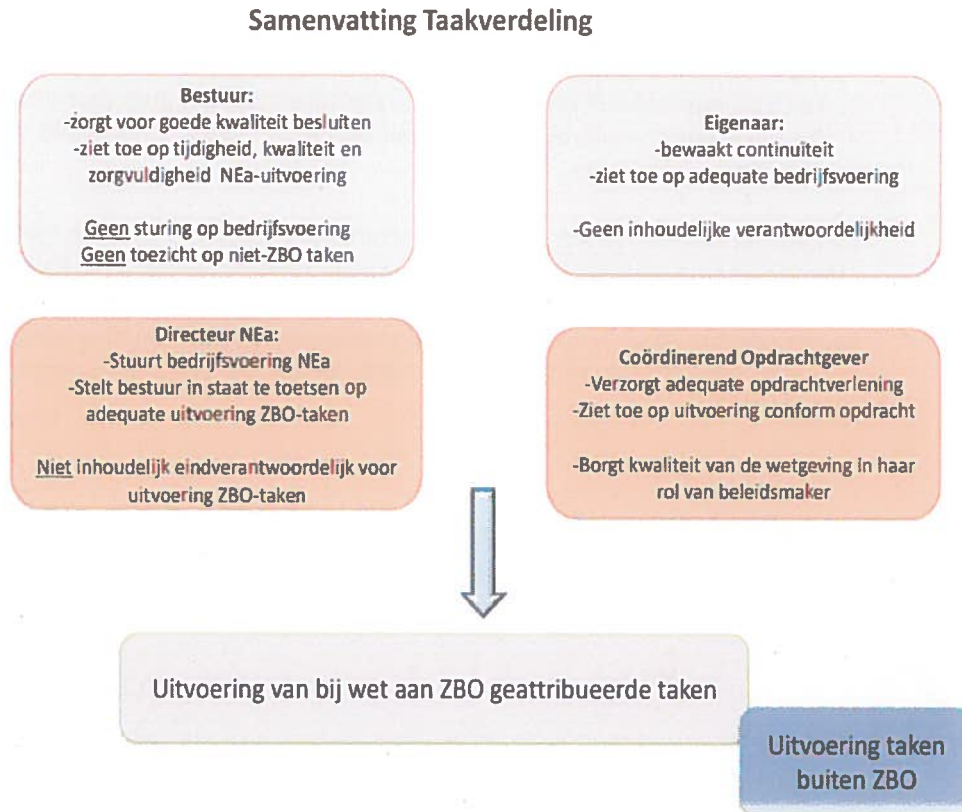 Samenvatting Taakverdeling
Bestuur:
-zorgt voor goede kwaliteit besluiten
-ziet toe op tijdigheid, kwaliteit en
zorgvuldigheid NEa-uitvoering
Geen sturing op bedrijfsvoering
Geen toezicht op niet-ZBO taken
Eigenaar:
-bewaakt continuïteit
-ziet toe op adequate bedrijfsvoering
-Geen inhoudelijke verantwoordelijkheid
Directeur NEa:
-Stuurt bedrijfsvoering NEa
-Stelt bestuur in staat te toetsen op
adequate uitvoering ZBO-taken
Niet inhoudelijk eindverantwoordelijk voor
uitvoering ZBO-taken
Coördinerend Opdrachtgever
-Verzorgt adequate opdrachtverlening
-Ziet toe op uitvoering conform opdracht
-Borgt kwaliteit van de wetgeving in haar
rol van beleidsmaker
Uitvoering van bij wet aan ZBO geattribueerde taken
Uitvoering taken
buiten ZBO